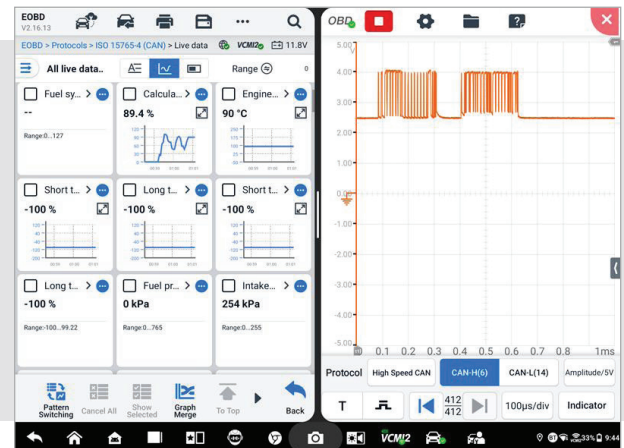 EOBD
V2.16.13
EOBD > Protocols > ISO 15765-4 (CAN) > Live data
VCMI2
11.8V
All live data..
Range
0
Fuel sy... >
--
Range:0...127
Calcula... >
89.4 %
Engine... >
90 °C
Short t... >
-100 %
Long t... >
-100 %
Short t... >
-100 %
Long t... >
-100 %
Range:-100...99.22
Fuel pr... >
0 kPa
Range:0...765
Intake... >
254 kPa
Range:0...255
Pattern Switching
Cancel All
Show Selected
Graph Merge
To Top
Back
OBD
5.00
4.00
3.00
2.00
1.00
0.00
-1.00
-2.00
-3.00
-4.00
-5.00
0.1 0.2 0.3 0.4 0.5 0.6 0.7 0.8 1ms
Protocol
High Speed CAN
CAN-H(6)
CAN-L(14)
Amplitude/5V
T
412
412
100μs/div
Indicator
VCMI2
33%
9:44